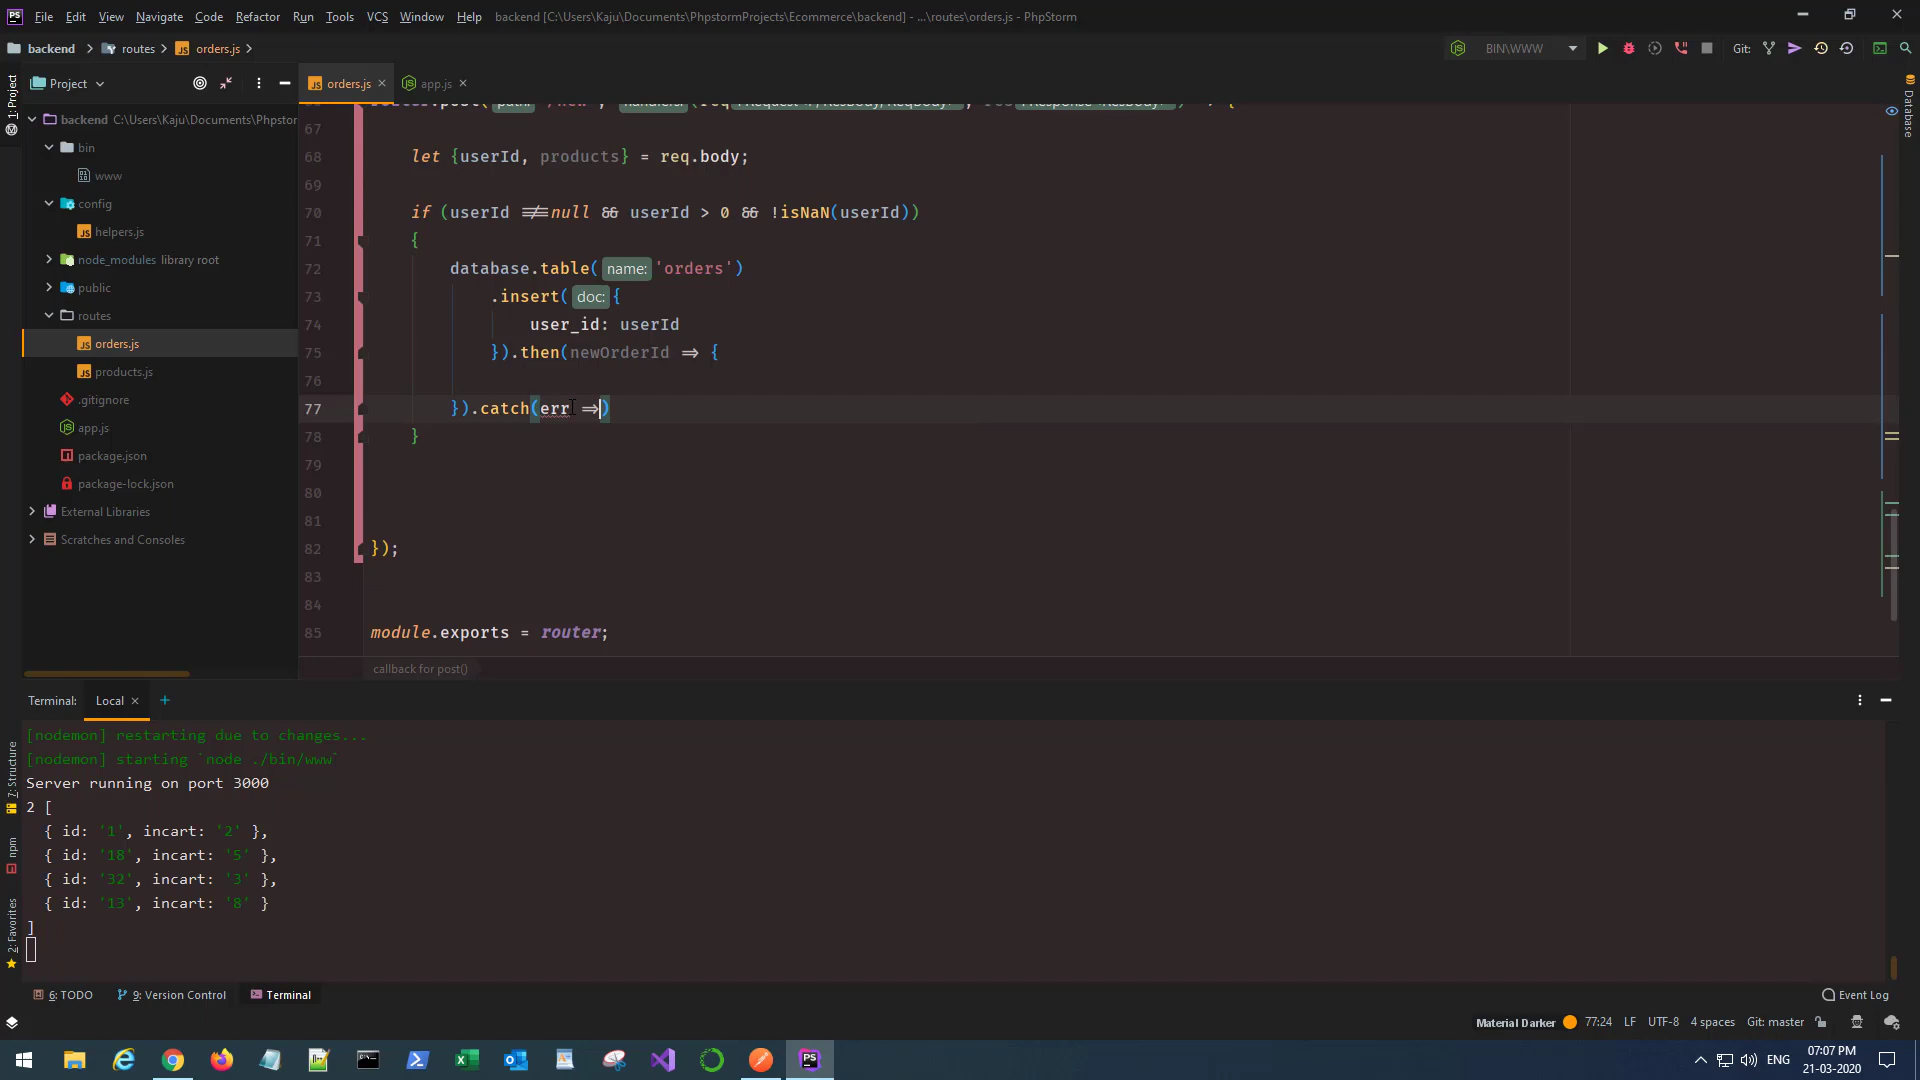 PS File Edit View Navigate Code Refactor Run Tools VCS Window Help backend [C:\Users\Kaju\Documents\PhpstormProjects\Ecommerce\backend] - ...\routes\orders.js - PhpStorm
backend routes orders.js BIN\WWW Git:
Project orders.js app.js
1: Project
Database
backend C:\Users\Kaju\Documents\Phpstor
bin
www
config
helpers.js
node_modules library root
public
routes
orders.js
products.js
.gitignore
app.js
package.json
package-lock.json
External Libraries
Scratches and Consoles
67
68 let {userId, products} = req.body;
69
70 if (userId !== null && userId > 0 && !isNaN(userId))
71 {
72 database.table( name: 'orders')
73 .insert( doc: {
74 user_id: userId
75 }).then(newOrderId => {
76
77 }).catch(err =>)
78 }
79
80
81
82 });
83
84
85 module.exports = router;
callback for post()
Terminal: Local +
[nodemon] restarting due to changes...
[nodemon] starting `node ./bin/www`
Server running on port 3000
2 [
{ id: '1', incart: '2' },
{ id: '18', incart: '5' },
{ id: '32', incart: '3' },
{ id: '13', incart: '8' }
]
7: Structure
npm
2: Favorites
6: TODO 9: Version Control Terminal Event Log
Material Darker 77:24 LF UTF-8 4 spaces Git: master
ENG 07:07 PM
21-03-2020